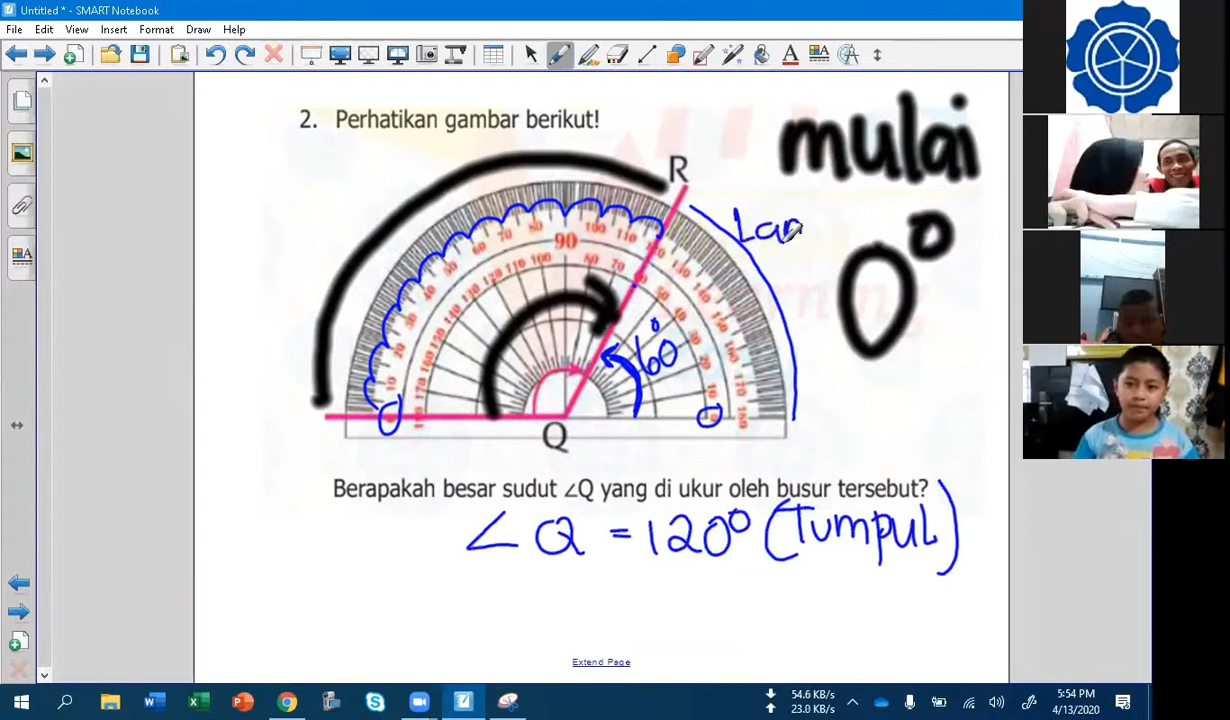 Untitled * - SMART Notebook
File Edit View Insert Format Draw Help
2. Perhatikan gambar berikut!
mulai
0°
R
Lan
90
60°
0
0
Q
Berapakah besar sudut ∠Q yang di ukur oleh busur tersebut?
∠ Q = 120° (Tumpul)
Extend Page
54.6 KB/s
23.0 KB/s
5:54 PM
4/13/2020